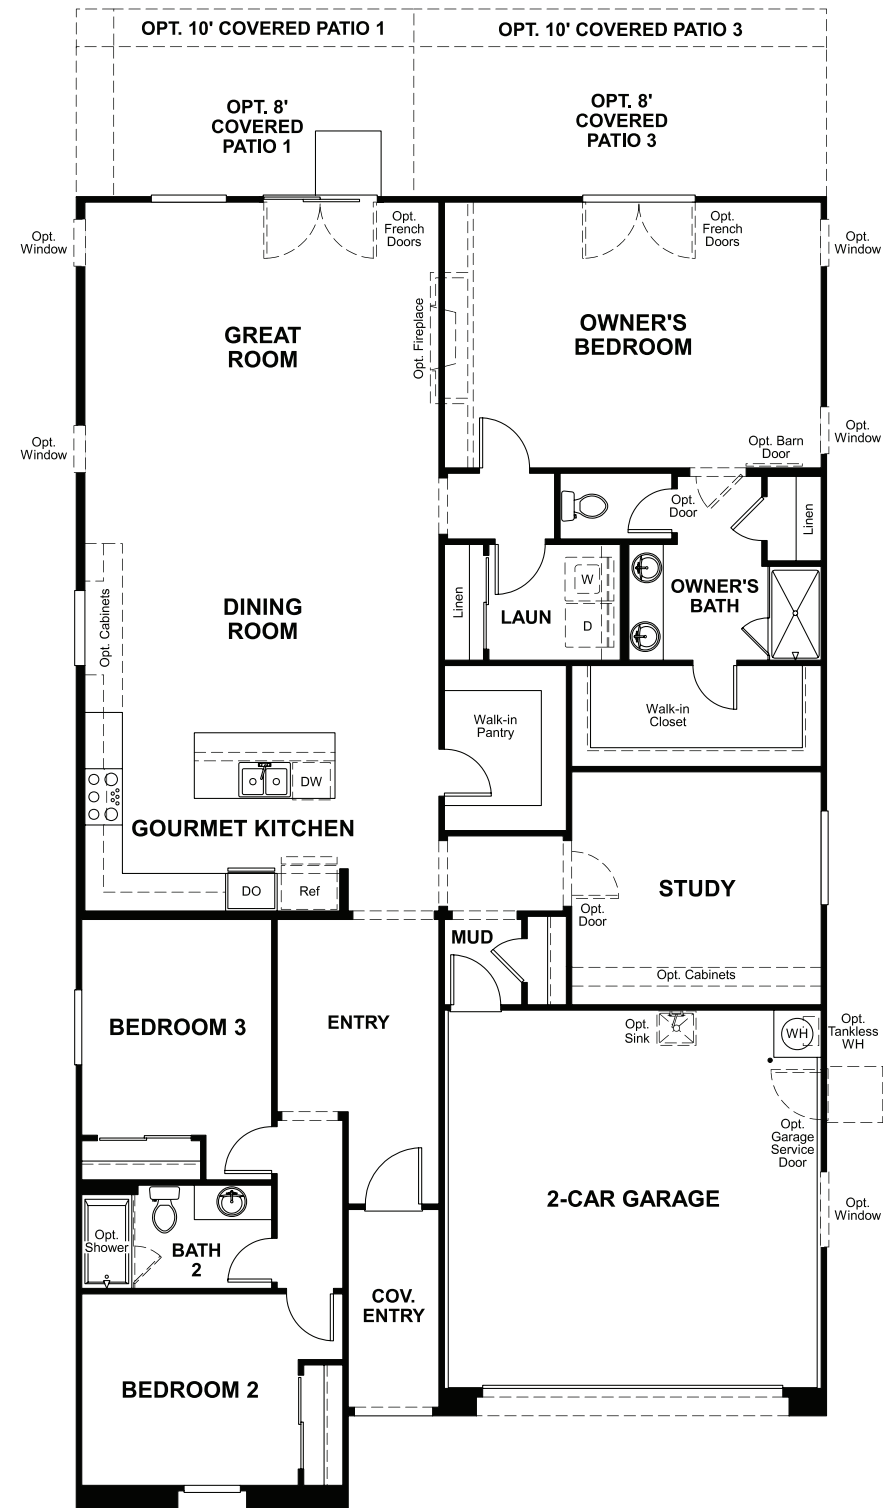 OPT. 10' COVERED PATIO 1
OPT. 10' COVERED PATIO 3
OPT. 8'
COVERED
PATIO 1
OPT. 8'
COVERED
PATIO 3
Opt.
Window
Opt.
French
Doors
Opt.
French
Doors
Opt.
Window
GREAT
ROOM
Opt. Fireplace
OWNER'S
BEDROOM
Opt.
Window
Opt. Barn
Door
Opt.
Window
Opt.
Door
Linen
Opt. Cabinets
DINING
ROOM
Linen
LAUN
W
D
OWNER'S
BATH
Walk-in
Pantry
Walk-in
Closet
DW
GOURMET KITCHEN
DO
Ref
STUDY
Opt.
Door
MUD
Opt. Cabinets
BEDROOM 3
ENTRY
Opt.
Sink
WH
Opt.
Tankless
WH
Opt.
Garage
Service
Door
2-CAR GARAGE
Opt.
Window
Opt.
Shower
BATH
2
COV.
ENTRY
BEDROOM 2